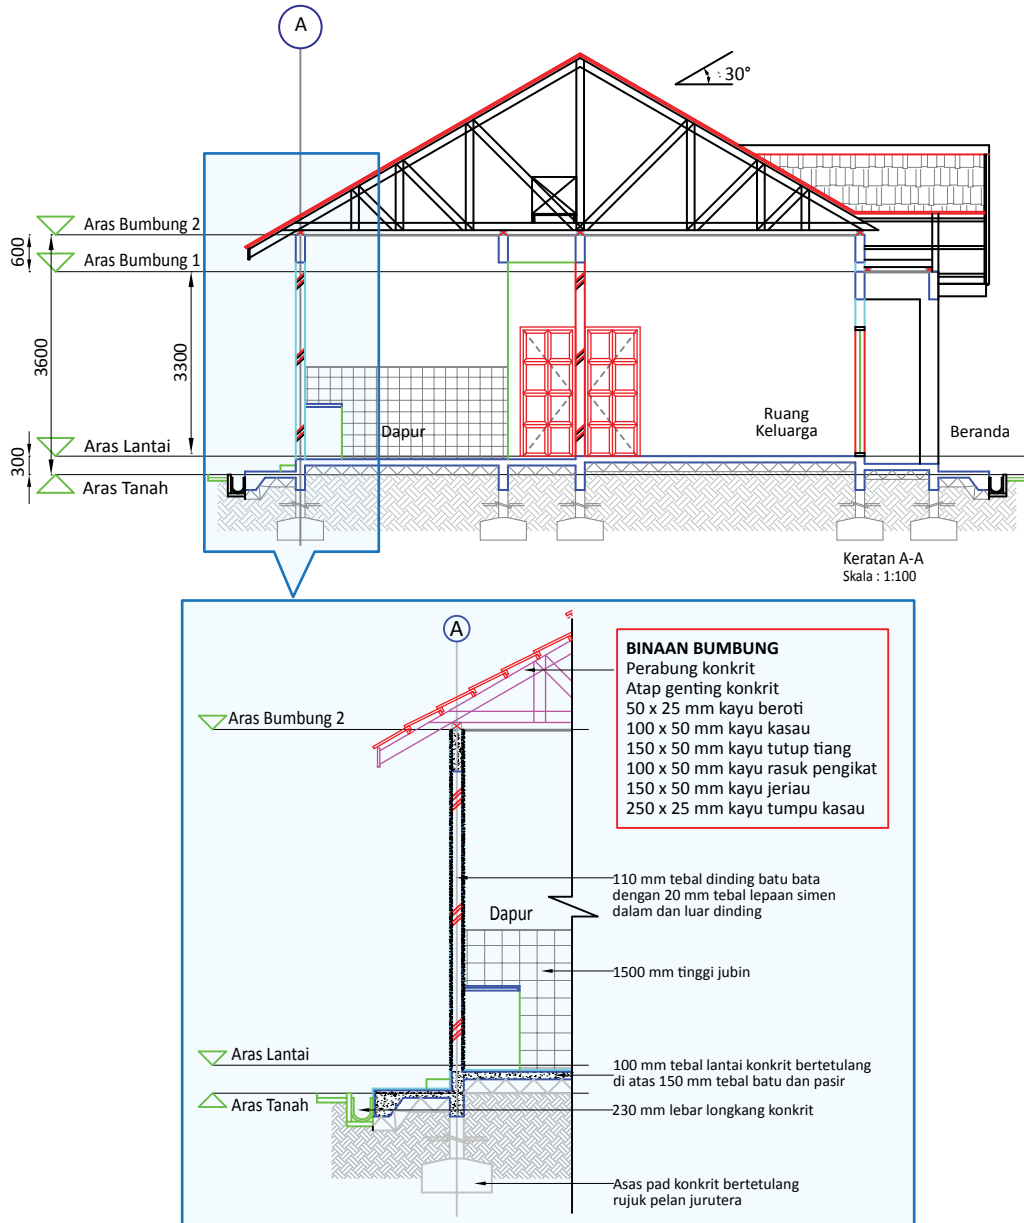 A
30°
Aras Bumbung 2
600
Aras Bumbung 1
3600
3300
Aras Lantai
300
Aras Tanah
Dapur
Ruang
Keluarga
Beranda
Keratan A-A
Skala : 1:100
A
BINAAN BUMBUNG
Perabung konkrit
Atap genting konkrit
50 x 25 mm kayu beroti
100 x 50 mm kayu kasau
150 x 50 mm kayu tutup tiang
100 x 50 mm kayu rasuk pengikat
150 x 50 mm kayu jeriau
250 x 25 mm kayu tumpu kasau
Aras Bumbung 2
110 mm tebal dinding batu bata
dengan 20 mm tebal lepaan simen
dalam dan luar dinding
Dapur
1500 mm tinggi jubin
Aras Lantai
100 mm tebal lantai konkrit bertetulang
di atas 150 mm tebal batu dan pasir
Aras Tanah
230 mm lebar longkang konkrit
Asas pad konkrit bertetulang
rujuk pelan jurutera